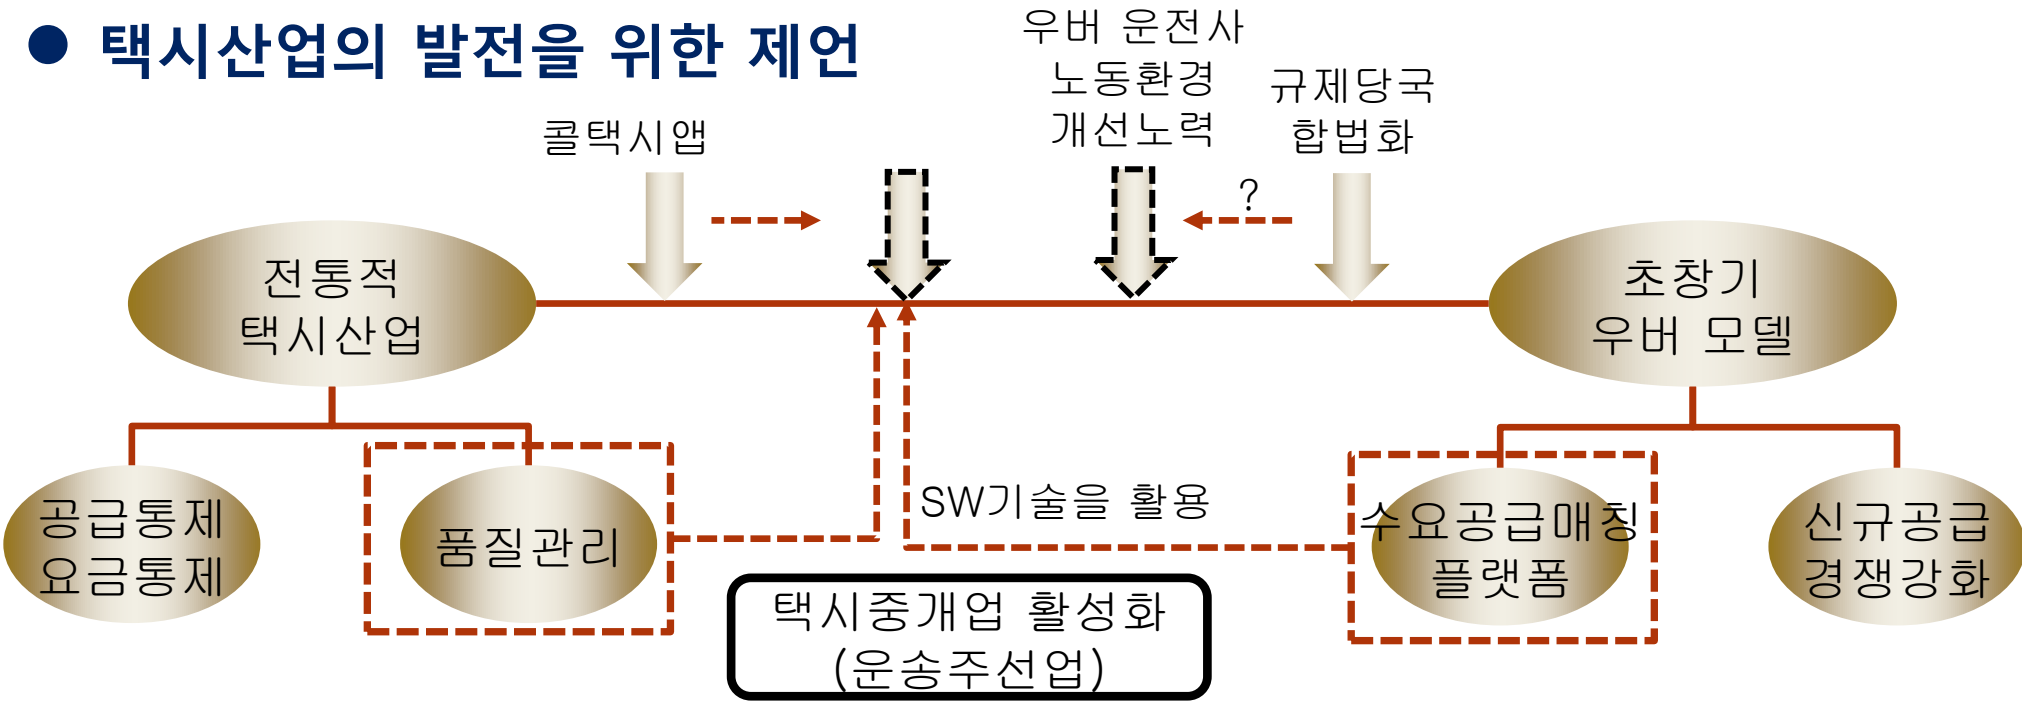 ● 택시산업의 발전을 위한 제언
우버 운전사
노동환경
개선노력
규제당국
합법화
콜택시앱
?
전통적
택시산업
초창기
우버 모델
공급통제
요금통제
품질관리
SW기술을 활용
수요공급매칭
플랫폼
신규공급
경쟁강화
택시중개업 활성화
(운송주선업)